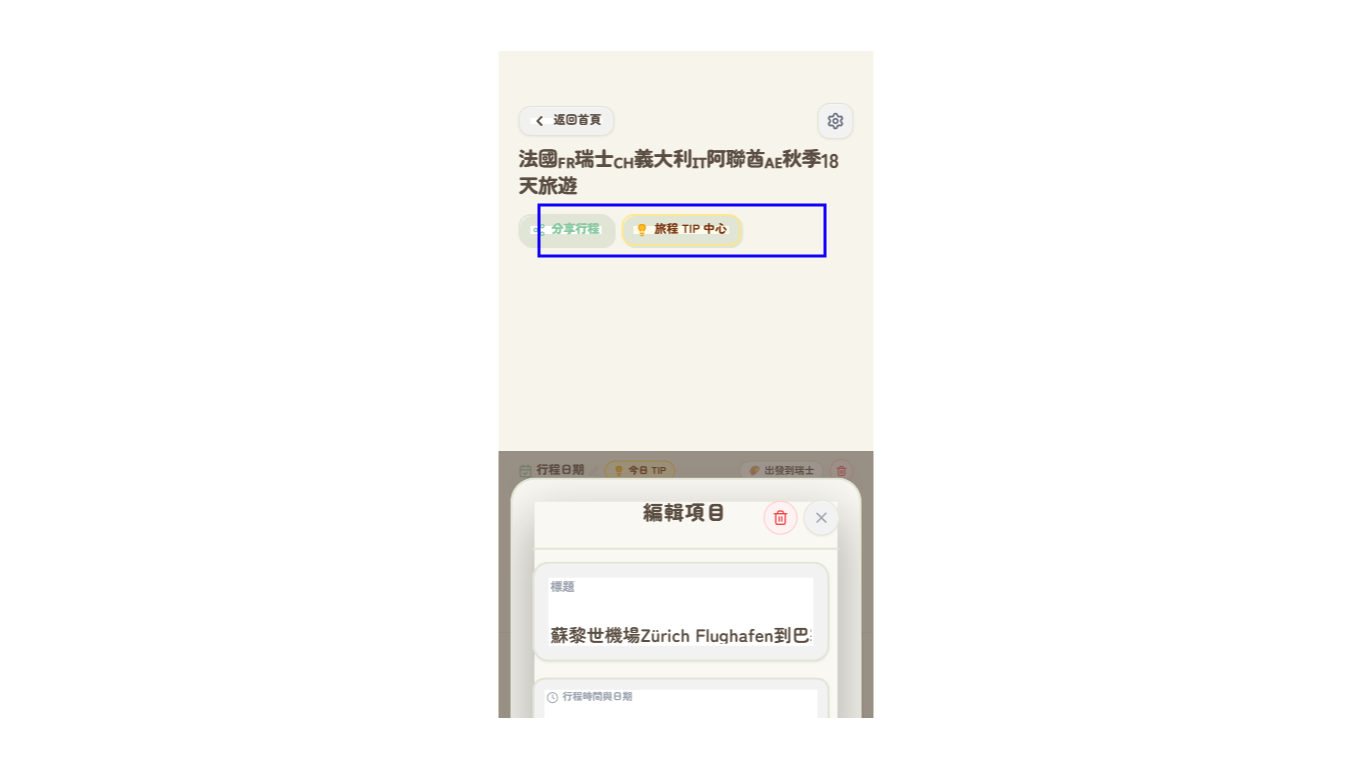 返回首頁
法國FR瑞士CH義大利IT阿聯酋AE秋季18
天旅遊
分享行程 旅程 TIP 中心
行程日期 今日 TIP 出發到瑞士
編輯項目
標題
蘇黎世機場Zürich Flughafen到巴
行程時間與日期